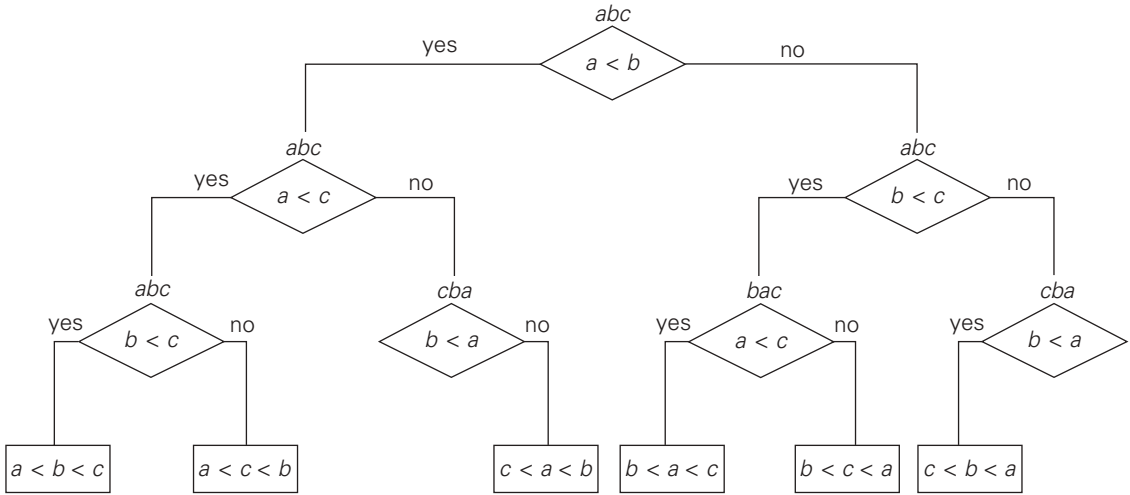 abc
yes
a < b
no
abc
abc
yes
a < c
no
yes
b < c
no
abc
cba
bac
cba
yes
b < c
no
b < a
no
yes
a < c
no
yes
b < a
a < b < c
a < c < b
c < a < b
b < a < c
b < c < a
c < b < a